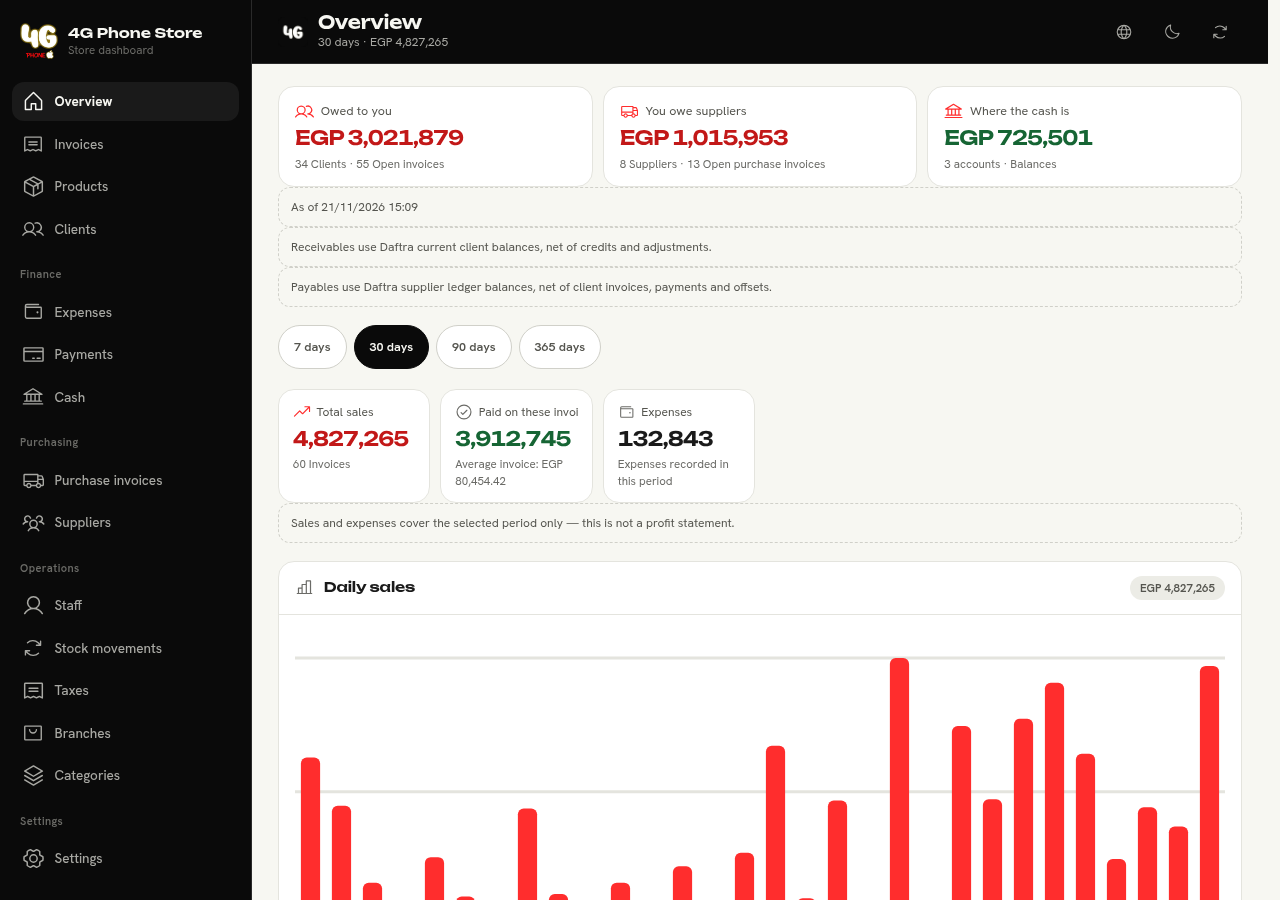 4G
PHONE
4G Phone Store
Store dashboard
Overview
Invoices
Products
Clients
Finance
Expenses
Payments
Cash
Purchasing
Purchase invoices
Suppliers
Operations
Staff
Stock movements
Taxes
Branches
Categories
Settings
Settings
4G
Overview
30 days · EGP 4,827,265
Owed to you
EGP 3,021,879
34 Clients · 55 Open invoices
You owe suppliers
EGP 1,015,953
8 Suppliers · 13 Open purchase invoices
Where the cash is
EGP 725,501
3 accounts · Balances
As of 21/11/2026 15:09
Receivables use Daftra current client balances, net of credits and adjustments.
Payables use Daftra supplier ledger balances, net of client invoices, payments and offsets.
7 days
30 days
90 days
365 days
Total sales
4,827,265
60 Invoices
Paid on these invoi
3,912,745
Average invoice: EGP
80,454.42
Expenses
132,843
Expenses recorded in
this period
Sales and expenses cover the selected period only — this is not a profit statement.
Daily sales
EGP 4,827,265